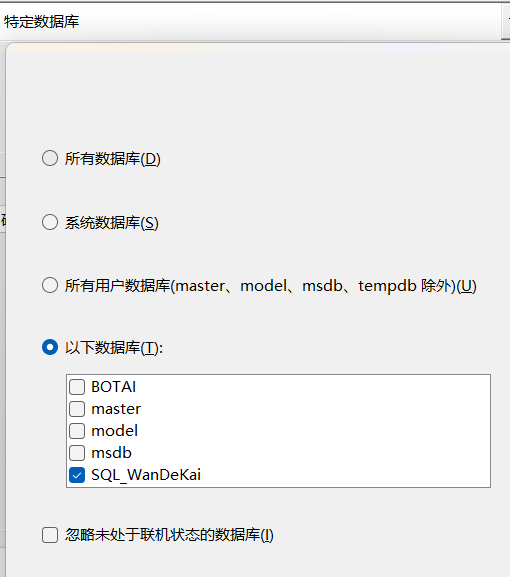 特定数据库
所有数据库(D)
系统数据库(S)
所有用户数据库(master、model、msdb、tempdb 除外)(U)
以下数据库(T):
BOTAI
master
model
msdb
SQL_WanDeKai
忽略未处于联机状态的数据库(I)